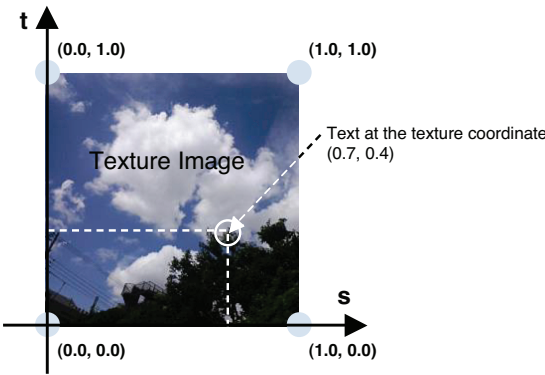 t
(0.0, 1.0)
(1.0, 1.0)
Texture Image
Text at the texture coordinate
(0.7, 0.4)
s
(0.0, 0.0)
(1.0, 0.0)